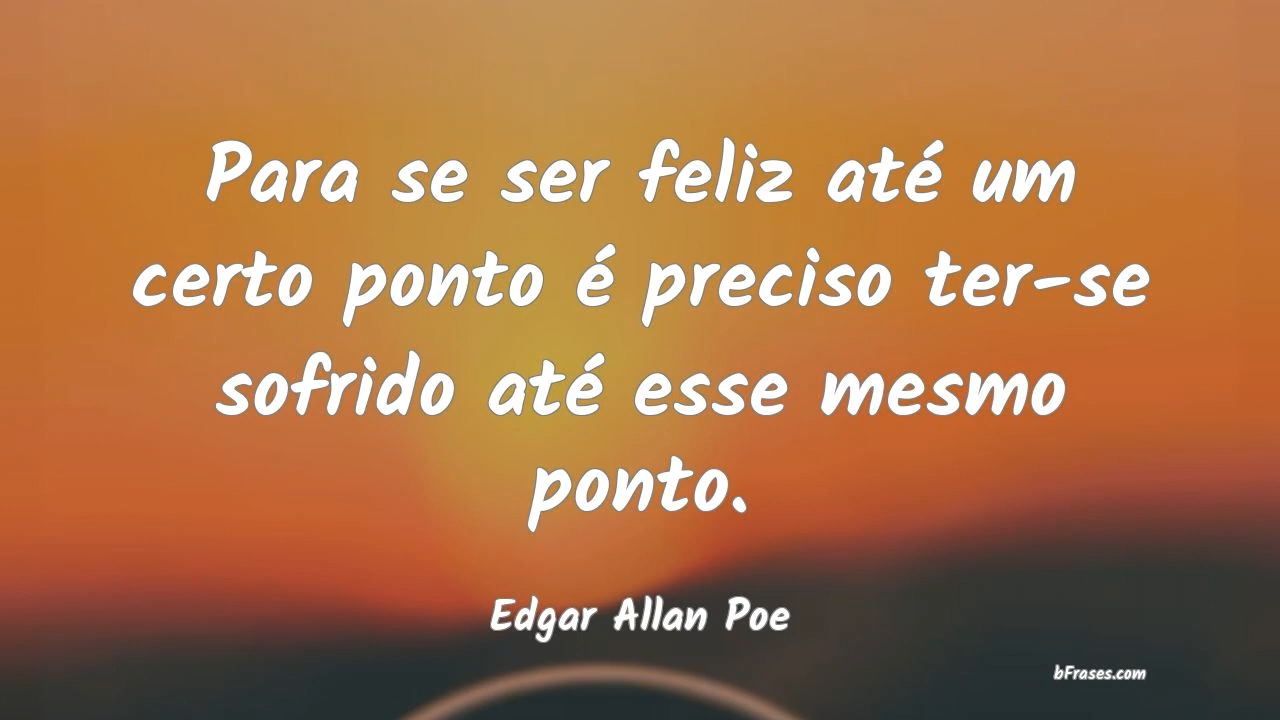 Para se ser feliz até um
certo ponto é preciso ter-se
sofrido até esse mesmo
ponto.
Edgar Allan Poe
bFrases.com